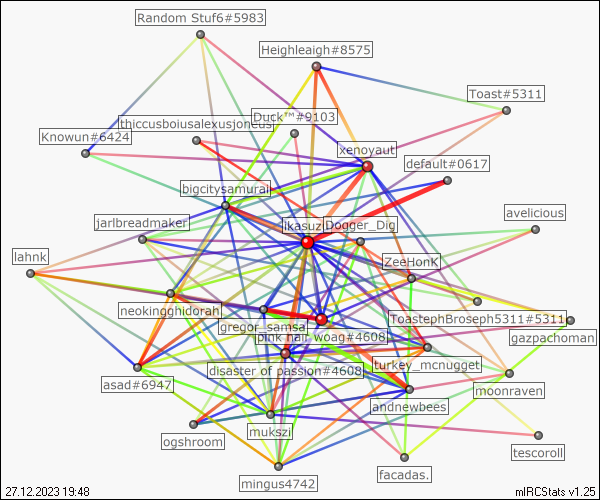 Random Stuf6#5983
Heighleaigh#8575
Toast#5311
thiccusboiusalexusjoneus
Duck™#9103
Knowun#6424
xenoyaut
default#0617
bigcitysamurai
jarlbreadmaker
ikasuz
Dogger_Dig
avelicious
lahnk
ZeeHonk
neokingghidorah
ToastephBroseph5311#5311
gregor_samsa
pink hair woag#4608
gazpachoman
disaster of passion#4608
turkey_mcnugget
asad#6947
moonraven
andnewbees
ogshroom
mukszi
tescoroll
mingus4742
facadas.
27.12.2023 19:48
mIRCStats v1.25